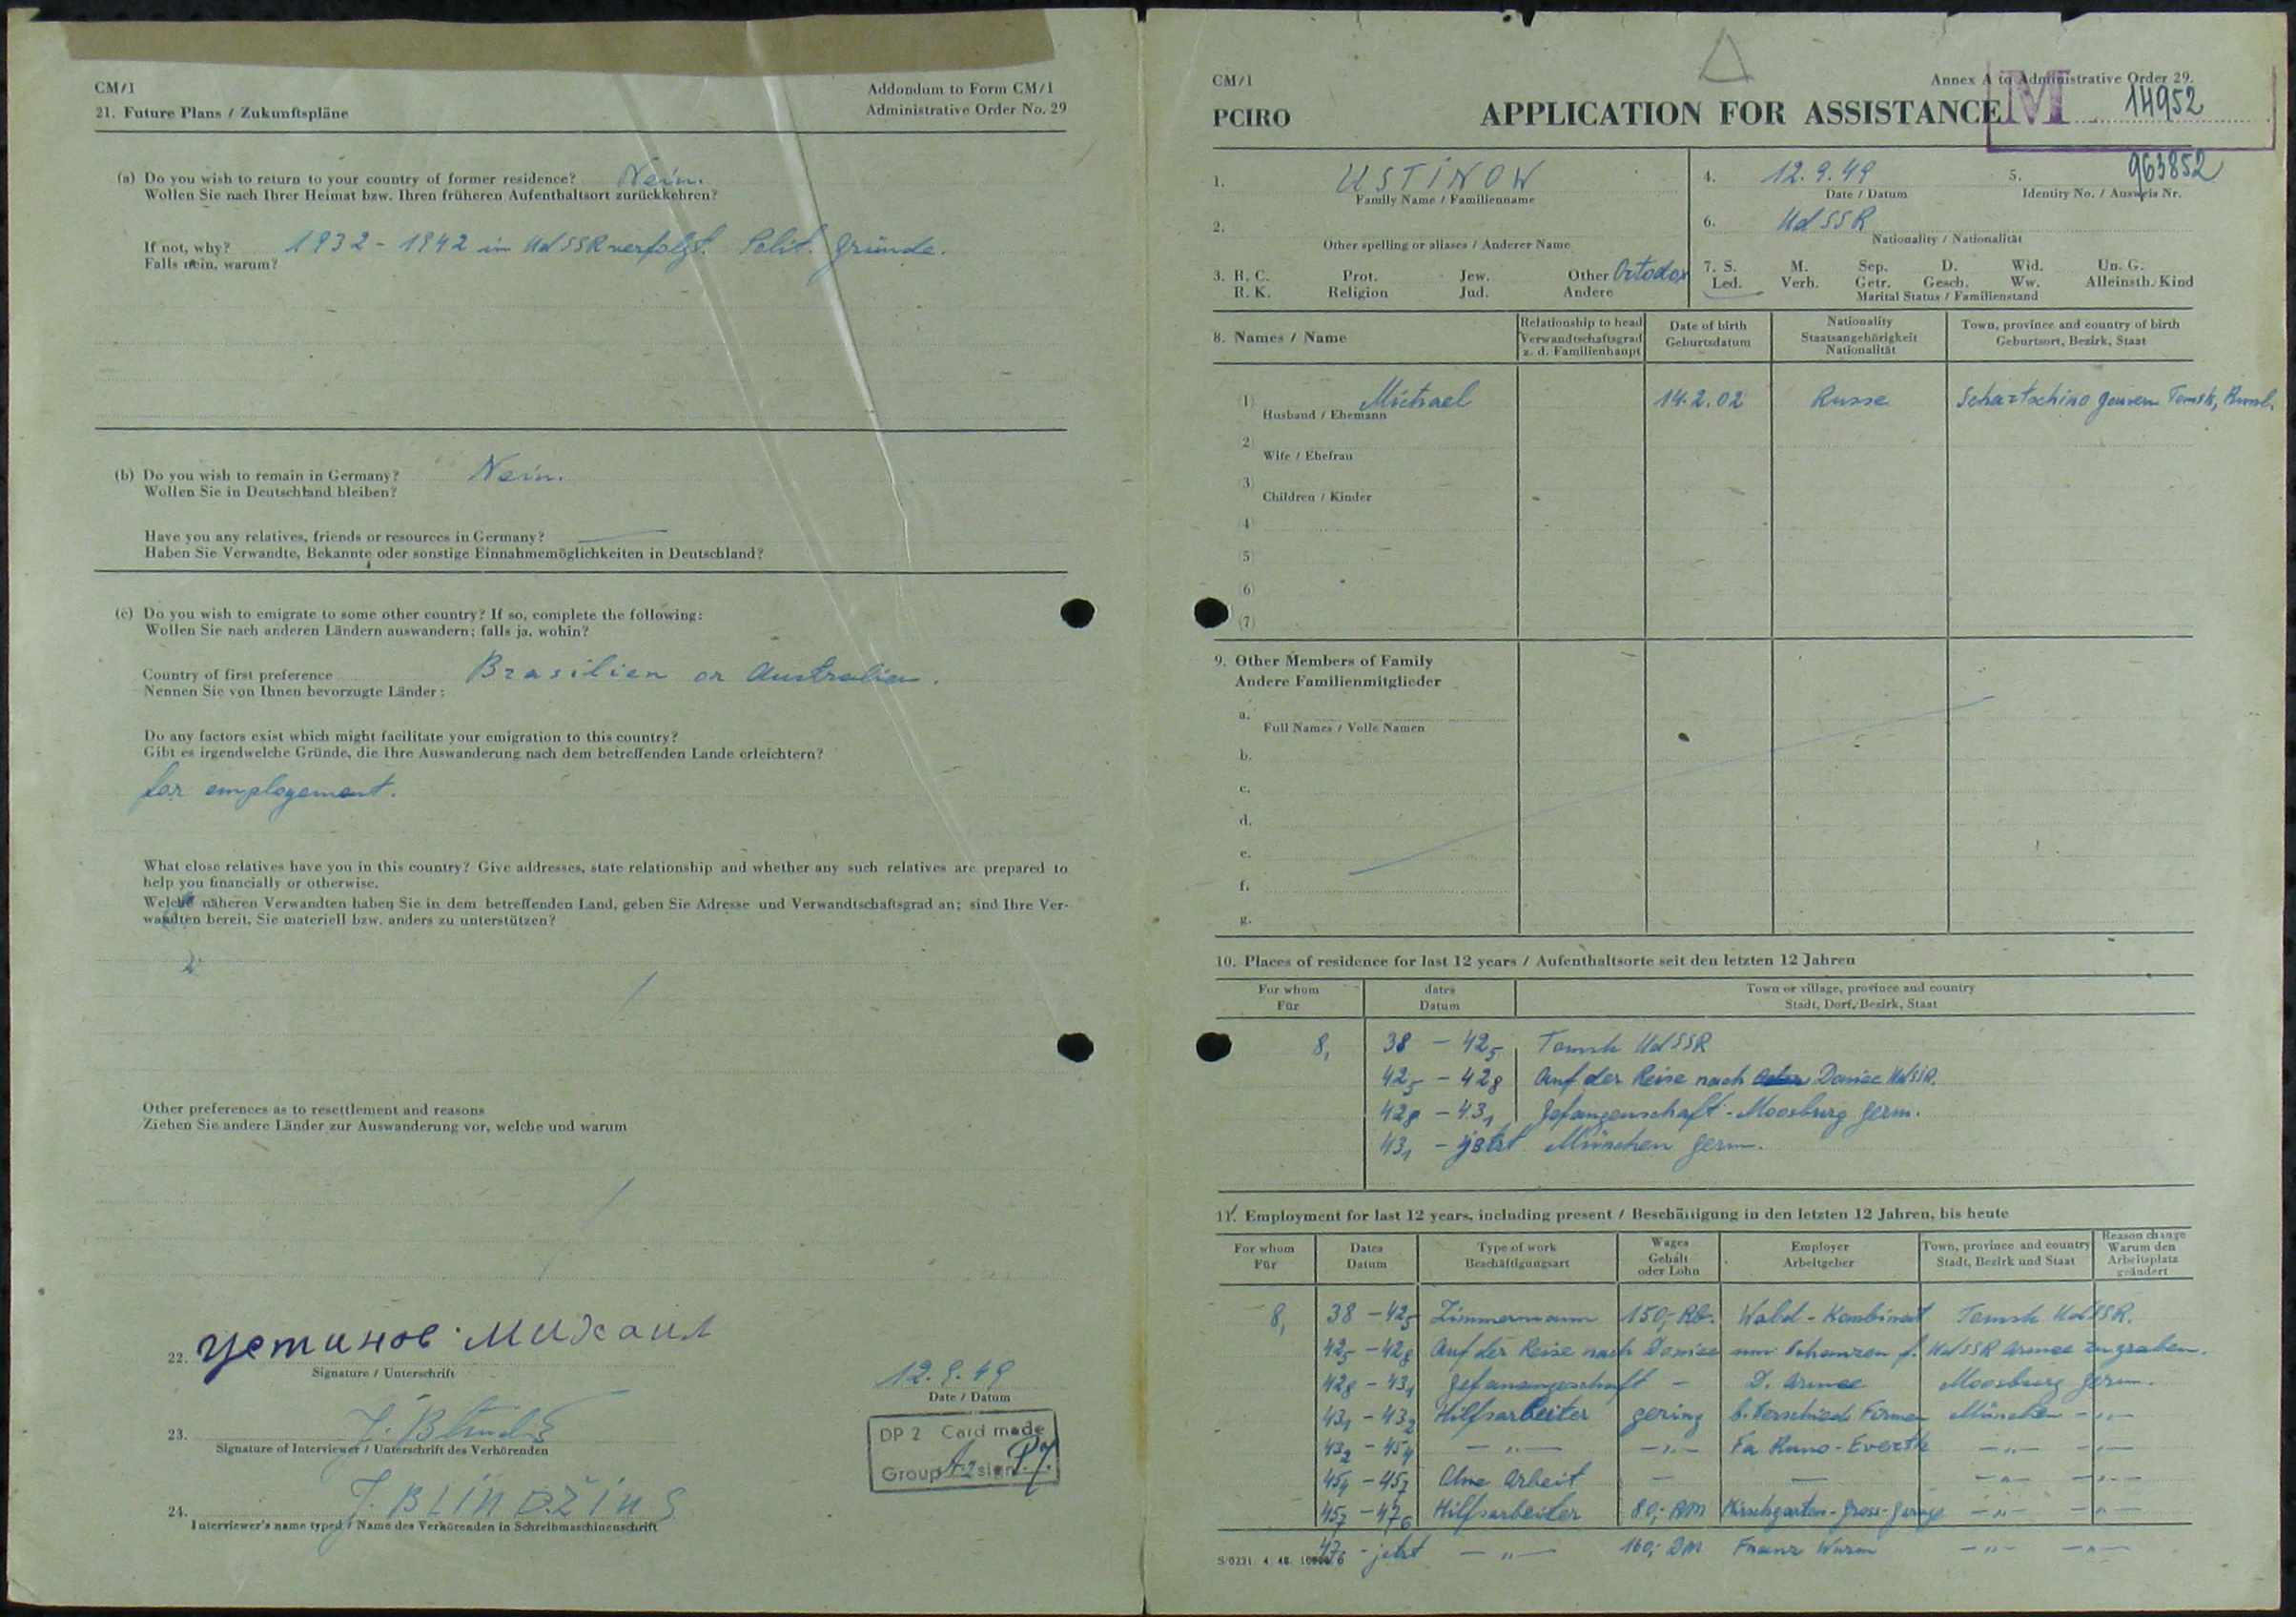 CM/1
Addendum to Form CM/1
21. Future Plans / Zukunftspläne
Administrative Order No. 29
(a) Do you wish to return to your country of former residence? Nein.
Wollen Sie nach Ihrer Heimat bzw. Ihren früheren Aufenthaltsort zurückkehren?
If not, why? 1932 - 1942 in UdSSR verfolgt. Polit. Gründe.
Falls nein, warum?
(b) Do you wish to remain in Germany? Nein.
Wollen Sie in Deutschland bleiben?
Have you any relatives, friends or resources in Germany? —
Haben Sie Verwandte, Bekannte oder sonstige Einnahmemöglichkeiten in Deutschland?
(c) Do you wish to emigrate to some other country? If so, complete the following:
Wollen Sie nach anderen Ländern auswandern; falls ja, wohin?
Country of first preference Brasilien or Australien.
Nennen Sie von Ihnen bevorzugte Länder:
Do any factors exist which might facilitate your emigration to this country?
Gibt es irgendwelche Gründe, die Ihre Auswanderung nach dem betreffenden Lande erleichtern?
for employement.
What close relatives have you in this country? Give addresses, state relationship and whether any such relatives are prepared to
help you financially or otherwise.
Welche näheren Verwandten haben Sie in dem betreffenden Land, geben Sie Adresse und Verwandtschaftsgrad an; sind Ihre Ver-
wandten bereit, Sie materiell bzw. anders zu unterstützen?
Other preferences as to resettlement and reasons
Ziehen Sie andere Länder zur Auswanderung vor, welche und warum
22. Устинов Михаил
Signature / Unterschrift
12.9.49
Date / Datum
23.
Signature of Interviewer / Unterschrift des Verhörenden
DP 2 Card made
Group A2 sign.
24. J. BLINDŽIUS
Interviewer's name typed / Name des Verhörenden in Schreibmaschinenschrift
CM/1
Annex A to Administrative Order 29.
PCIRO
APPLICATION FOR ASSISTANCE
M 14952
1. USTINOW
Family Name / Familienname
4. 12.9.49
Date / Datum
5. 963852
Identity No. / Ausweis Nr.
2.
Other spelling or aliases / Anderer Name
6. UdSSR
Nationality / Nationalität
3. R. C. Prot. Jew. Other Ortodox
R. K. Religion Jud. Andere
7. S. M. Sep. D. Wid. Un. G.
Led. Verh. Getr. Gesch. Ww. Alleinsth. Kind
Marital Status / Familienstand
8. Names / Name
Relationship to head
Verwandtschaftsgrad
z. d. Familienhaupt
Date of birth
Geburtsdatum
Nationality
Staatsangehörigkeit
Nationalität
Town, province and country of birth
Geburtsort, Bezirk, Staat
(1) Michael 14.2.02 Russe Schartschino Gouvern Tomsk, Russl.
Husband / Ehemann
(2)
Wife / Ehefrau
(3)
Children / Kinder
(4)
(5)
(6)
(7)
9. Other Members of Family
Andere Familienmitglieder
a.
Full Names / Volle Namen
b.
c.
d.
e.
f.
g.
10. Places of residence for last 12 years / Aufenthaltsorte seit den letzten 12 Jahren
For whom
Für
dates
Datum
Town or village, province and country
Stadt, Dorf, Bezirk, Staat
8, 38 - 42₅ Tomsk UdSSR
42₅ - 42₈ Auf der Reise nach Doniec UdSSR.
42₈ - 43₁ Gefangenschaft - Moosburg Germ.
43₁ - jetzt München Germ.
11. Employment for last 12 years, including present / Beschäftigung in den letzten 12 Jahren, bis heute
For whom
Für
Dates
Datum
Type of work
Beschäftigungsart
Wages
Gehalt
oder Lohn
Employer
Arbeitgeber
Town, province and country
Stadt, Bezirk und Staat
Reason change
Warum den
Arbeitsplatz
geändert
8, 38 - 42₅ Zimmermann 150,- Rb. Wald-Kombinat Tomsk UdSSR.
42₅ - 42₈ Auf der Reise nach Doniec um Schanzen f. UdSSR Armee zu graben.
42₈ - 43₁ Gefanangeschaft - D. Armee Moosburg Germ.
43₁ - 43₂ Hilfsarbeiter gering b. Verschied. Firmen München - " -
43₂ - 45₄ - " - - " - Fa Kuno-Everth - " - - " -
45₄ - 45₇ Ohne Arbeit - - - " - - " -
45₇ - 47₆ Hilfsarbeiter 80,- RM - " - - " -
47₆ - jetzt - " - 160,- DM Franz Wurm - " - - " -
S/0231. 4. 48.